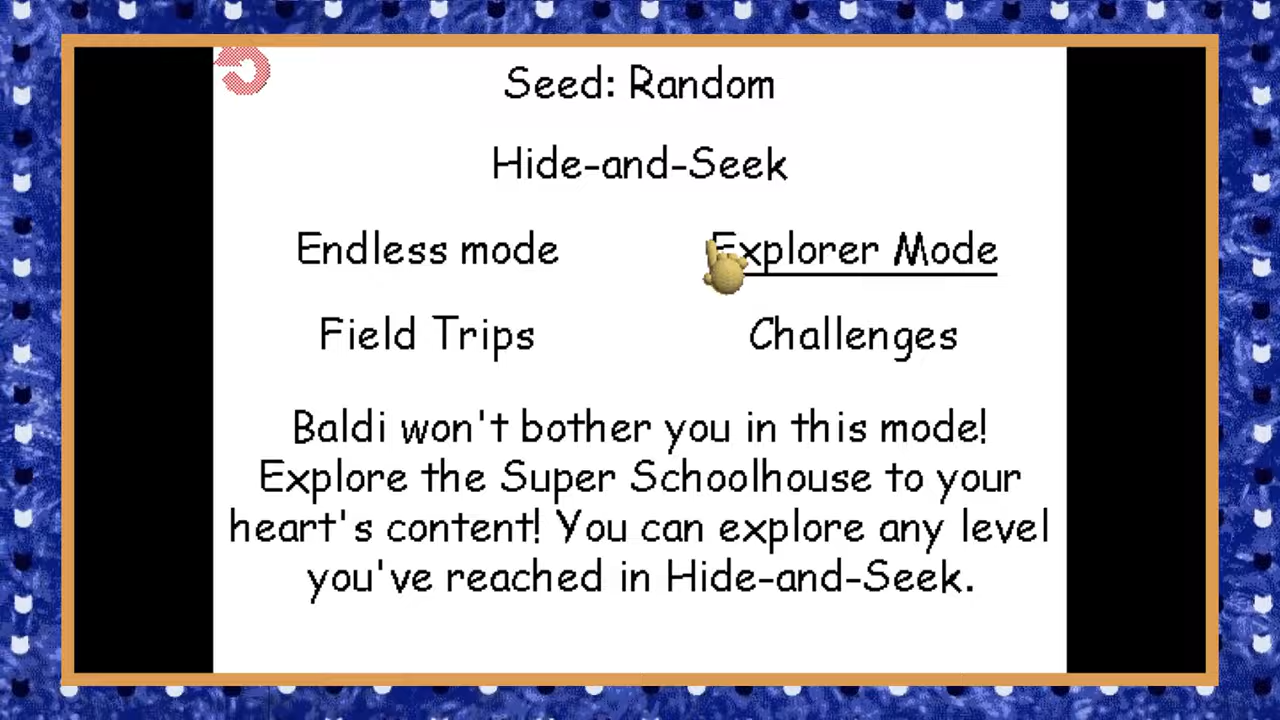 Seed: Random
Hide-and-Seek
Endless mode
Explorer Mode
Field Trips
Challenges
Baldi won't bother you in this mode!
Explore the Super Schoolhouse to your
heart's content! You can explore any level
you've reached in Hide-and-Seek.